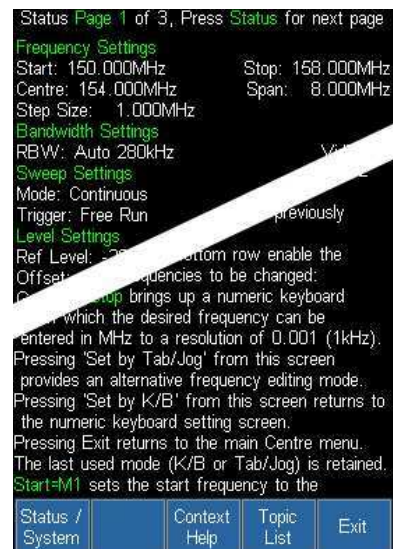 Status Page 1 of 3, Press Status for next page
Frequency Settings
Start: 150.000MHz Stop: 158.000MHz
Centre: 154.000MHz Span: 8.000MHz
Step Size: 1.000MHz
Bandwidth Settings
RBW: Auto 280kHz
Sweep Settings
Mode: Continuous
Trigger: Free Run previously
Level Settings
Ref Level: bottom row enable the
Offset: to be changed:
brings up a numeric keyboard
which the desired frequency can be
entered in MHz to a resolution of 0.001 (1kHz).
Pressing 'Set by Tab/Jog' from this screen
provides an alternative frequency editing mode.
Pressing 'Set by K/B' from this screen returns to
the numeric keyboard setting screen.
Pressing Exit returns to the main Centre menu.
The last used mode (K/B or Tab/Jog) is retained.
Start=M1 sets the start frequency to the
Status / System
Context Help
Topic List
Exit